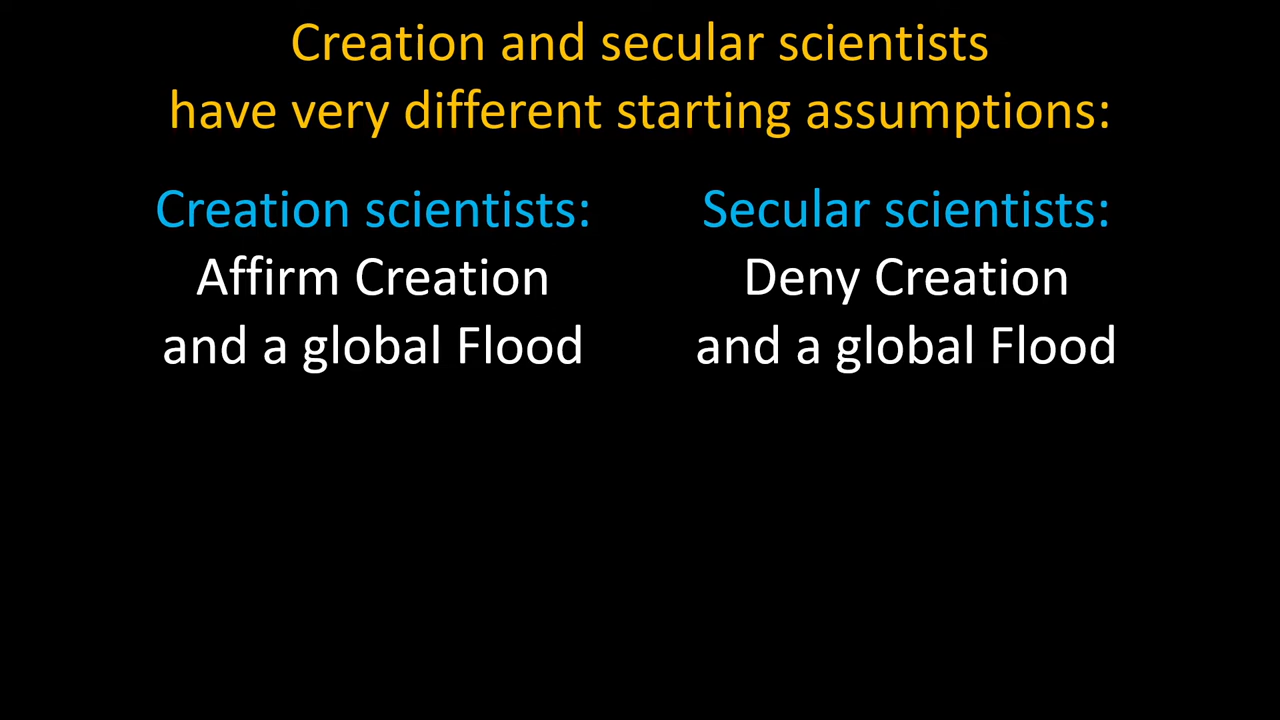 Creation and secular scientists
have very different starting assumptions:
Creation scientists:
Affirm Creation
and a global Flood
Secular scientists:
Deny Creation
and a global Flood